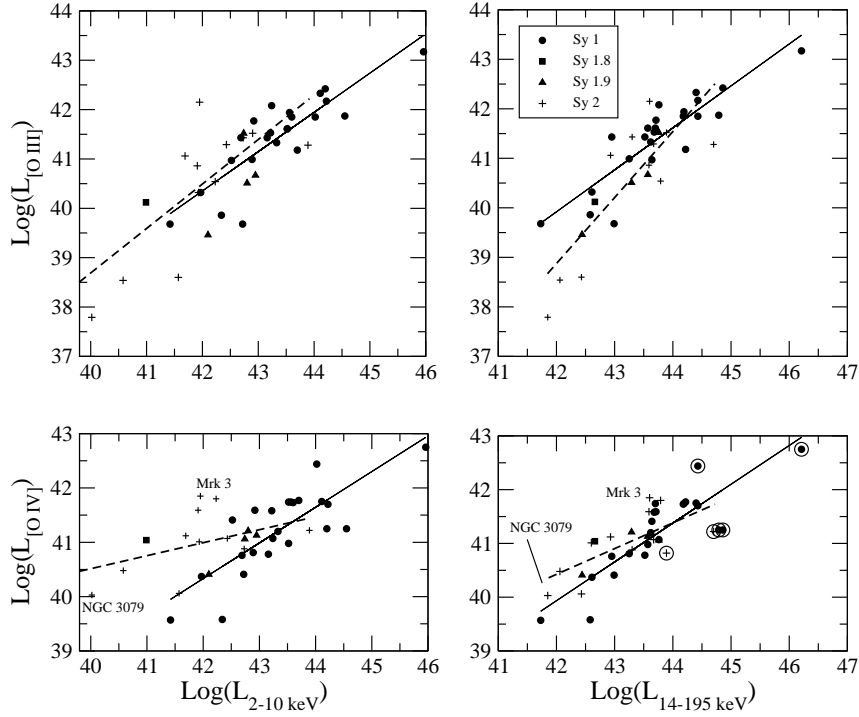 44
43
42
41
40
39
38
37
Log(L[O III])
40 41 42 43 44 45 46
44
43
42
41
40
39
38
37
Sy 1
Sy 1.8
Sy 1.9
Sy 2
41 42 43 44 45 46 47
43
42
41
40
39
Log(L[O IV])
Mrk 3
NGC 3079
40 41 42 43 44 45 46
Log(L2-10 keV)
43
42
41
40
39
Mrk 3
NGC 3079
41 42 43 44 45 46 47
Log(L14-195 keV)